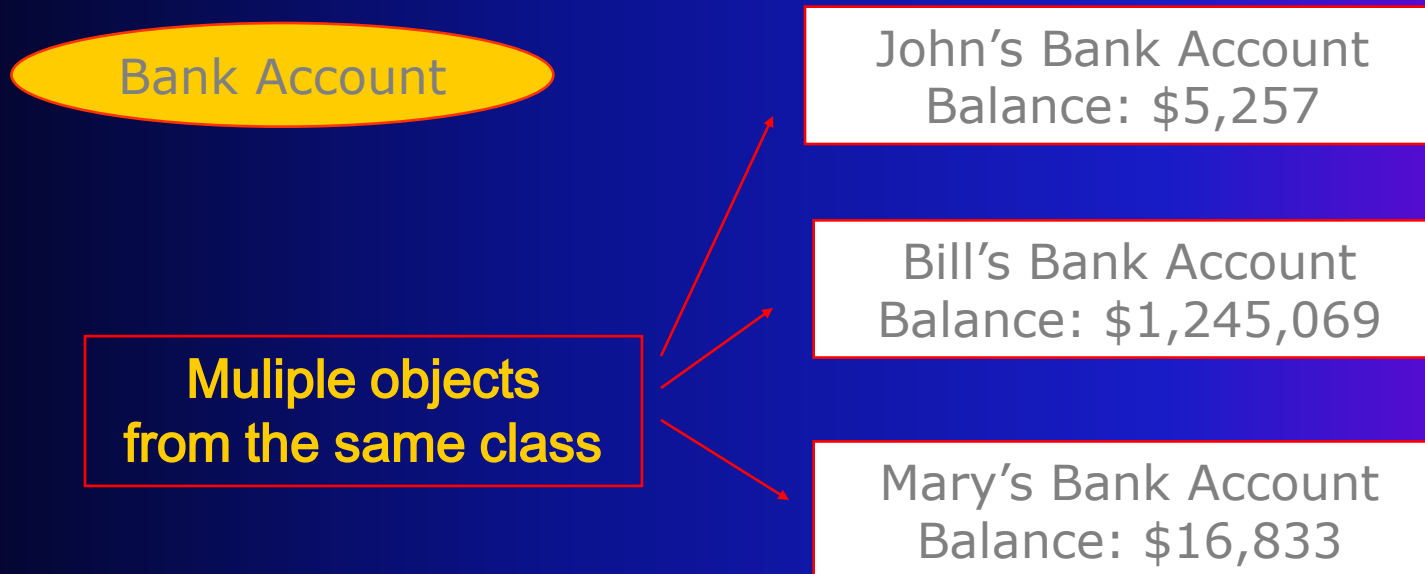 Bank Account
John’s Bank Account
Balance: $5,257
Bill’s Bank Account
Balance: $1,245,069
Muliple objects
from the same class
Mary’s Bank Account
Balance: $16,833